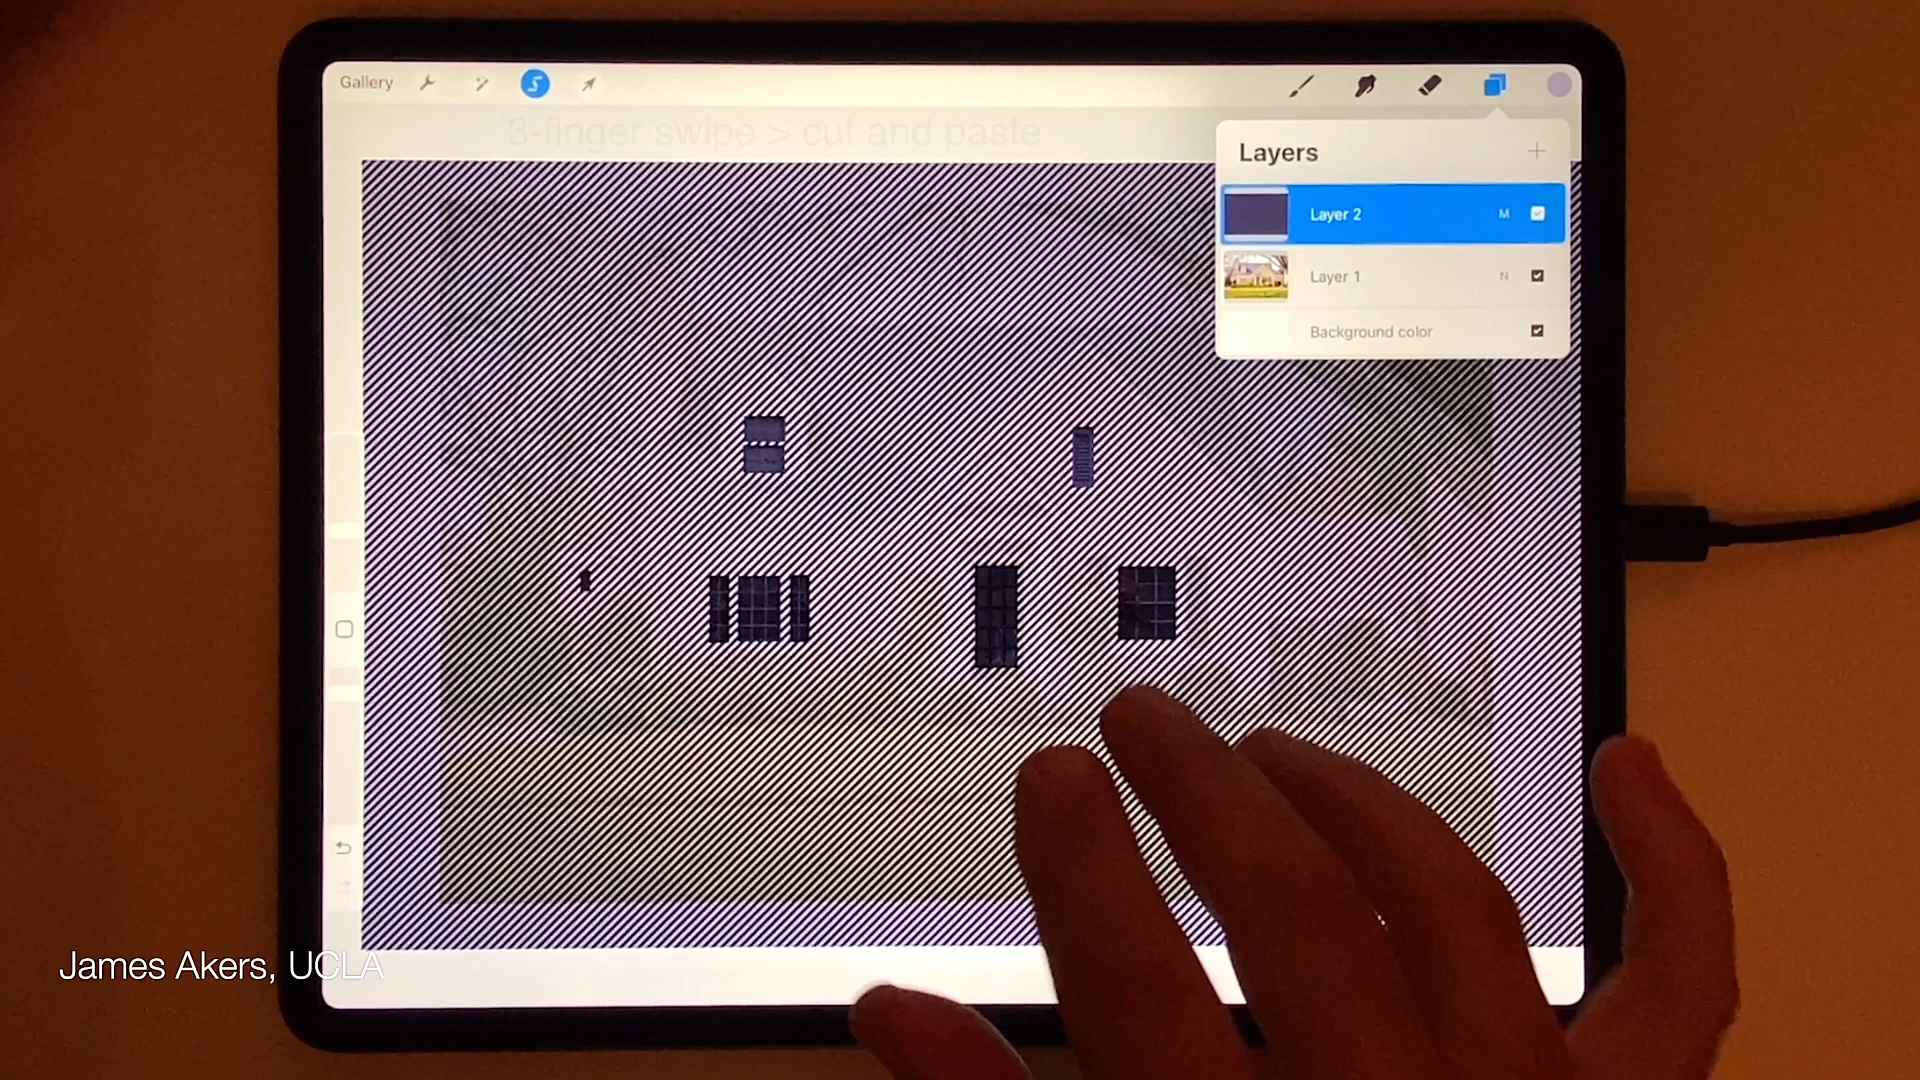 Gallery
3-finger swipe > cut and paste
Layers
Layer 2 M
Layer 1 N
Background color
James Akers, UCLA